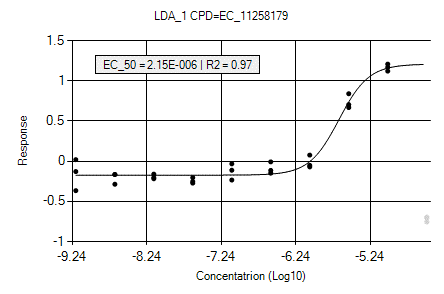 LDA_1 CPD=EC_11258179
1.5
EC_50 = 2.15E-006 | R2 = 0.97
1
0.5
Response
0
-0.5
-1
-9.24 -8.24 -7.24 -6.24 -5.24
Concentatrion (Log10)